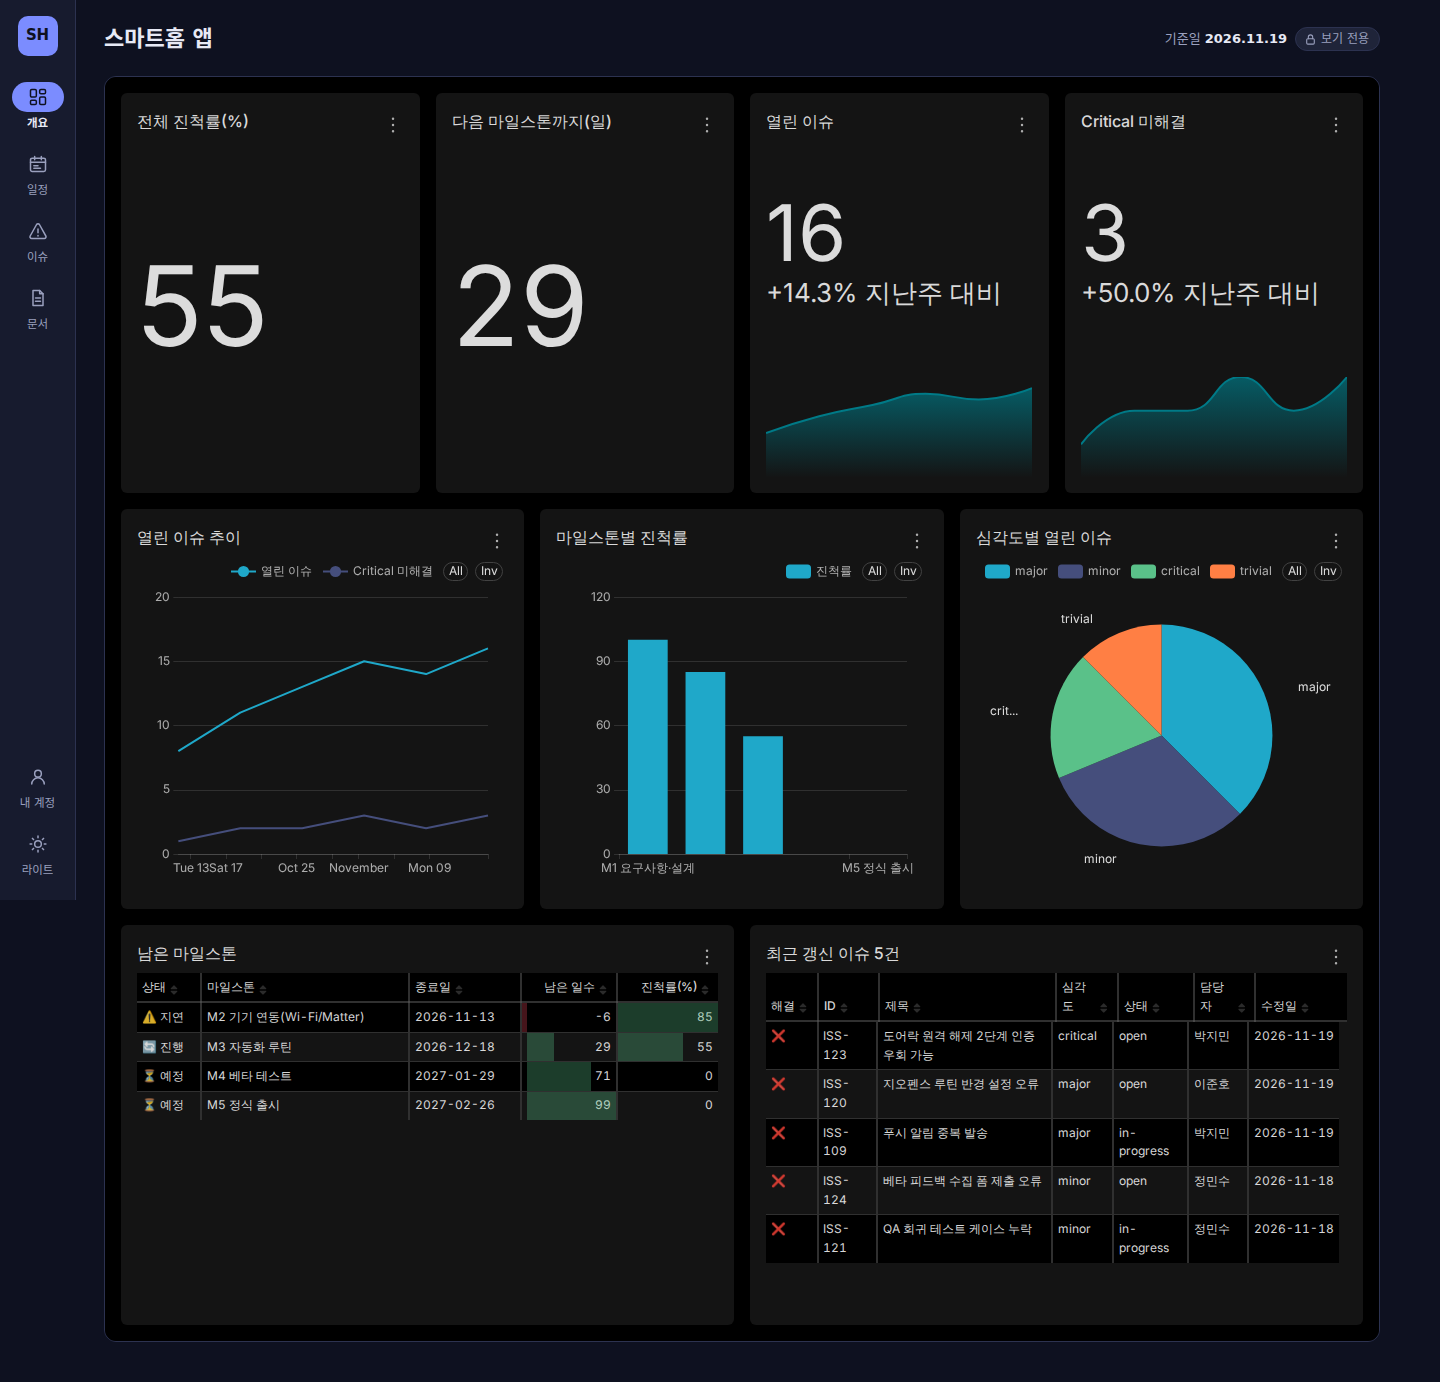 SH
스마트홈 앱
기준일 2026.11.19 보기 전용
개요
일정
이슈
문서
내 계정
라이트
전체 진척률(%)
55
다음 마일스톤까지(일)
29
열린 이슈
16
+14.3% 지난주 대비
Critical 미해결
3
+50.0% 지난주 대비
열린 이슈 추이
열린 이슈 Critical 미해결 All Inv
20
15
10
5
0
Tue 13 Sat 17 Oct 25 November Mon 09
마일스톤별 진척률
진척률 All Inv
120
90
60
30
0
M1 요구사항·설계 M5 정식 출시
심각도별 열린 이슈
major minor critical trivial All Inv
trivial
major
crit...
minor
남은 마일스톤
상태 마일스톤 종료일 남은 일수 진척률(%)
지연 M2 기기 연동(Wi-Fi/Matter) 2026-11-13 -6 85
진행 M3 자동화 루틴 2026-12-18 29 55
예정 M4 베타 테스트 2027-01-29 71 0
예정 M5 정식 출시 2027-02-26 99 0
최근 갱신 이슈 5건
해결 ID 제목 심각도 상태 담당자 수정일
ISS-123 도어락 원격 해제 2단계 인증 우회 가능 critical open 박지민 2026-11-19
ISS-120 지오펜스 루틴 반경 설정 오류 major open 이준호 2026-11-19
ISS-109 푸시 알림 중복 발송 major in-progress 박지민 2026-11-19
ISS-124 베타 피드백 수집 폼 제출 오류 minor open 정민수 2026-11-18
ISS-121 QA 회귀 테스트 케이스 누락 minor in-progress 정민수 2026-11-18